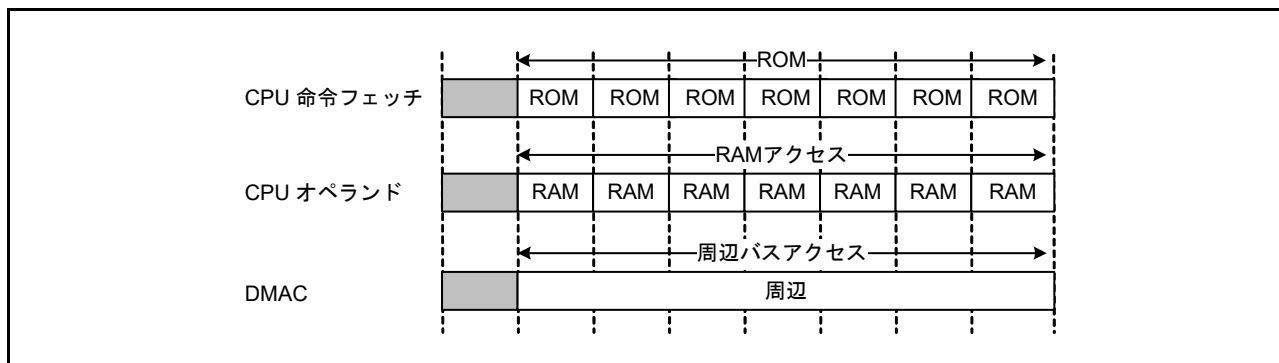 ROM
CPU 命令フェッチ ROM ROM ROM ROM ROM ROM ROM
RAMアクセス
CPU オペランド RAM RAM RAM RAM RAM RAM RAM
周辺バスアクセス
DMAC 周辺